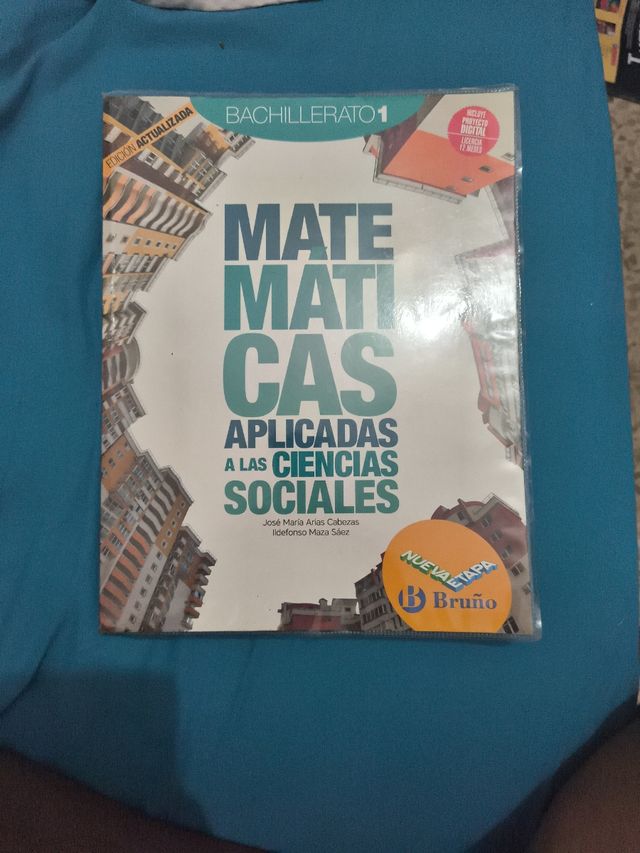 BACHILLERATO 1
EDICIÓN ACTUALIZADA
INCLUYE
PROYECTO
DIGITAL
LICENCIA
12 MESES
MATE
MÁTI
CAS
APLICADAS
A LAS CIENCIAS
SOCIALES
José María Arias Cabezas
Ildefonso Maza Sáez
NUEVA ETAPA
B Bruño